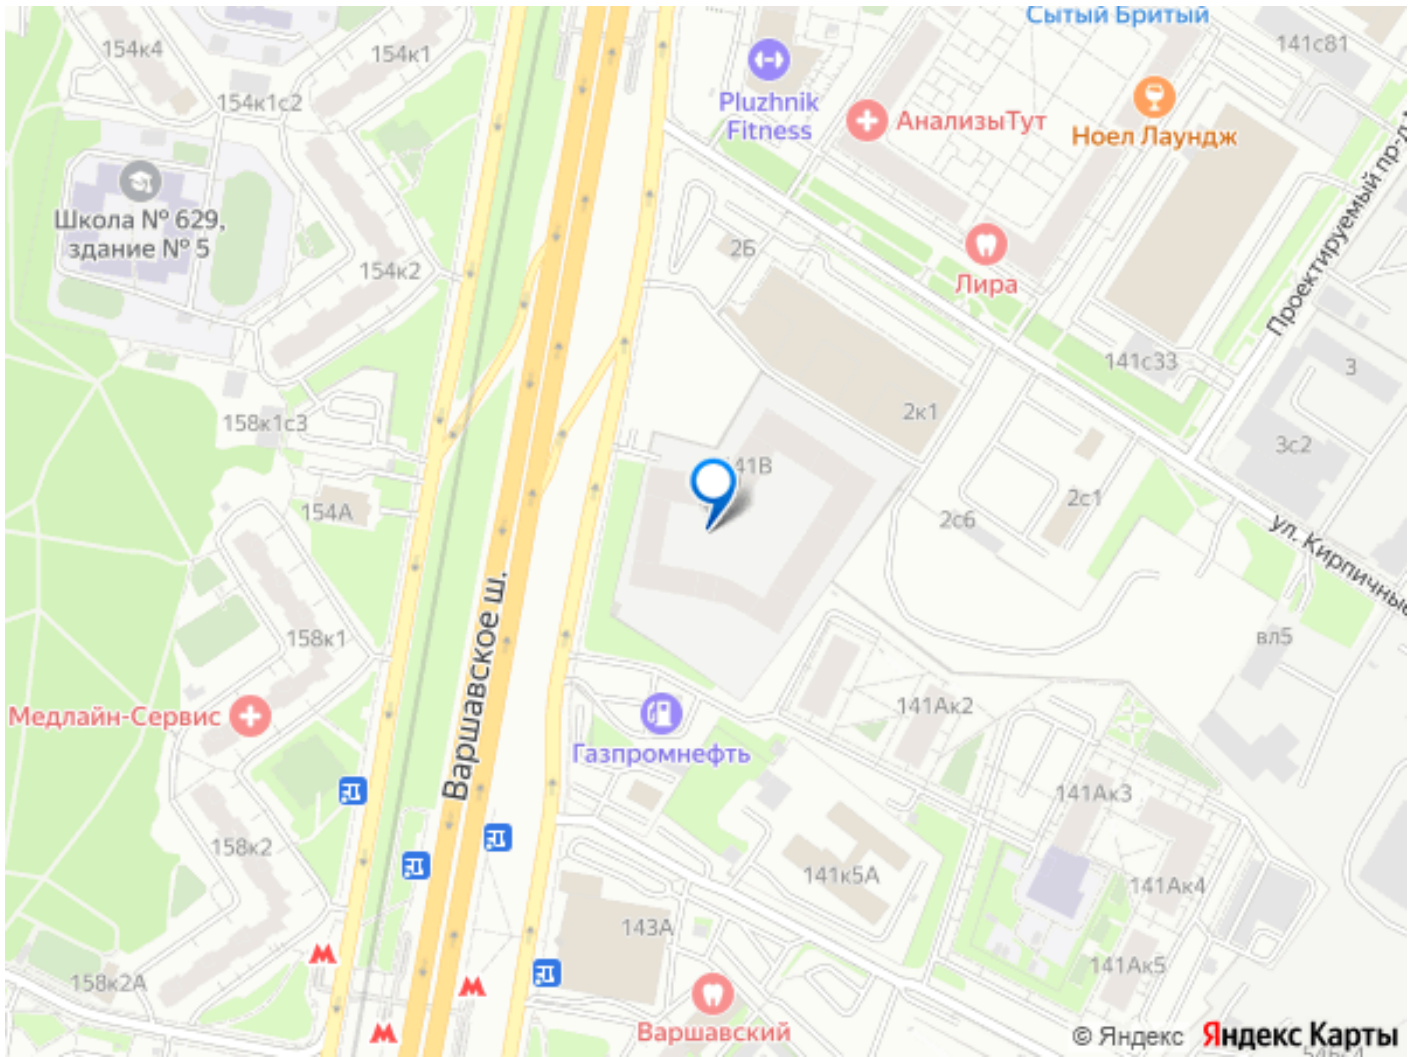 Сытый Бритый
154к4
154к1
141с81
154к1с2
Pluzhnik
Fitness
АнализыТут
Ноел Лаундж
Школа № 629,
здание № 5
154к2
2Б
Лира
Проектируемый пр-д
141с33
3
2к1
158к1с3
3с2
141В
154А
2с6
2с1
ул. Кирпичные
Варшавское ш.
158к1
вл5
Медлайн-Сервис
141Ак2
Газпромнефть
141Ак3
158к2
141к5А
141Ак4
143А
141Ак5
158к2А
Варшавский
© Яндекс Яндекс Карты